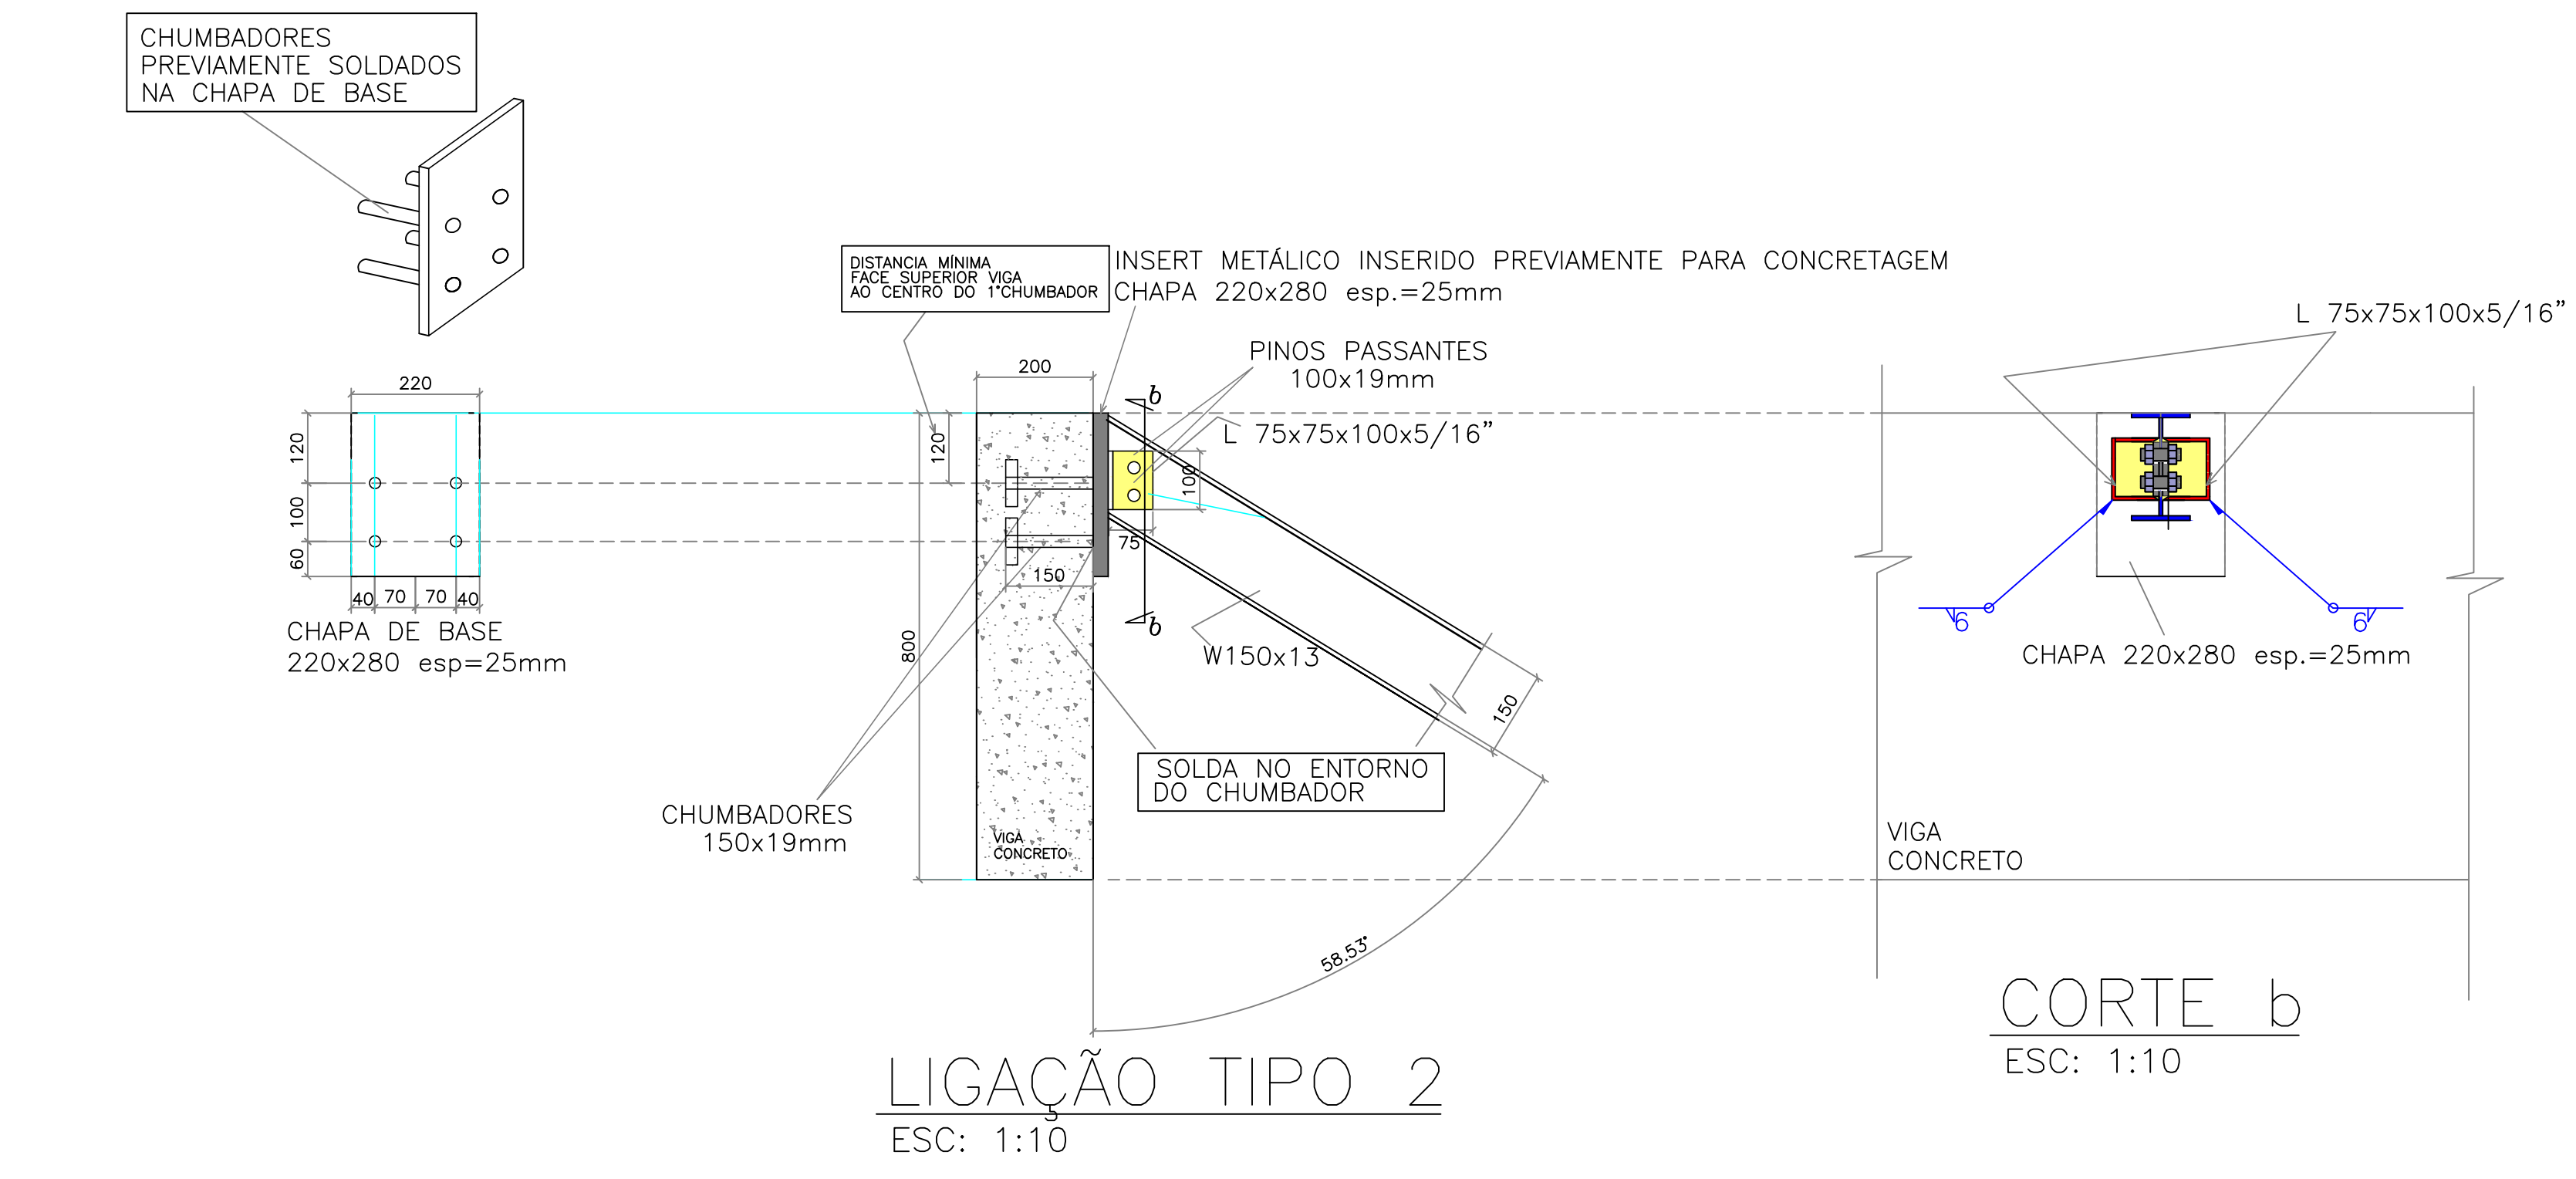 CHUMBADORES
PREVIAMENTE SOLDADOS
NA CHAPA DE BASE
DISTANCIA MÍNIMA
FACE SUPERIOR VIGA
AO CENTRO DO 1°CHUMBADOR
INSERT METÁLICO INSERIDO PREVIAMENTE PARA CONCRETAGEM
CHAPA 220x280 esp.=25mm
L 75x75x100x5/16"
PINOS PASSANTES
100x19mm
220
200
b
L 75x75x100x5/16"
120
120
100
100
60
75
150
40
70
70
40
CHAPA DE BASE
220x280 esp=25mm
800
b
W150x13
150
6
6
CHAPA 220x280 esp.=25mm
SOLDA NO ENTORNO
DO CHUMBADOR
CHUMBADORES
150x19mm
VIGA
CONCRETO
VIGA
CONCRETO
58.53°
LIGAÇÃO TIPO 2
ESC: 1:10
CORTE b
ESC: 1:10